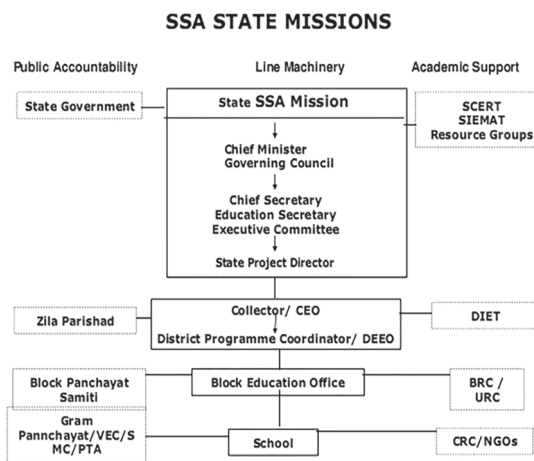 SSA STATE MISSIONS
Public Accountability
Line Machinery
Academic Support
State Government
State SSA Mission
SCERT
SIEMAT
Resource Groups
Chief Minister
Governing Council
Chief Secretary
Education Secretary
Executive Committee
State Project Director
Zila Parishad
Collector/ CEO
District Programme Coordinator/ DEEO
DIET
Block Panchayat
Samiti
Block Education Office
BRC /
URC
Gram
Pannchayat/VEC/S
MC/PTA
School
CRC/NGOs